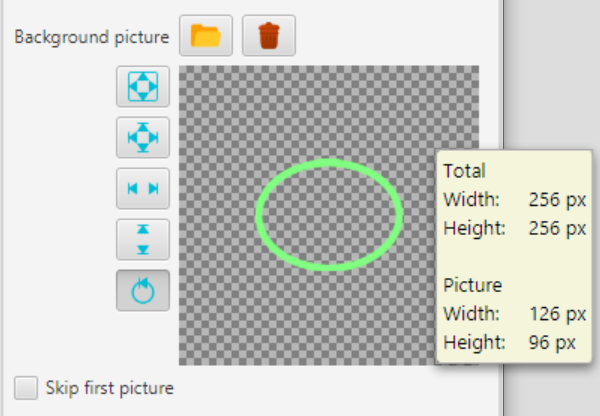 Background picture
Total
Width: 256 px
Height: 256 px
Picture
Width: 126 px
Height: 96 px
Skip first picture